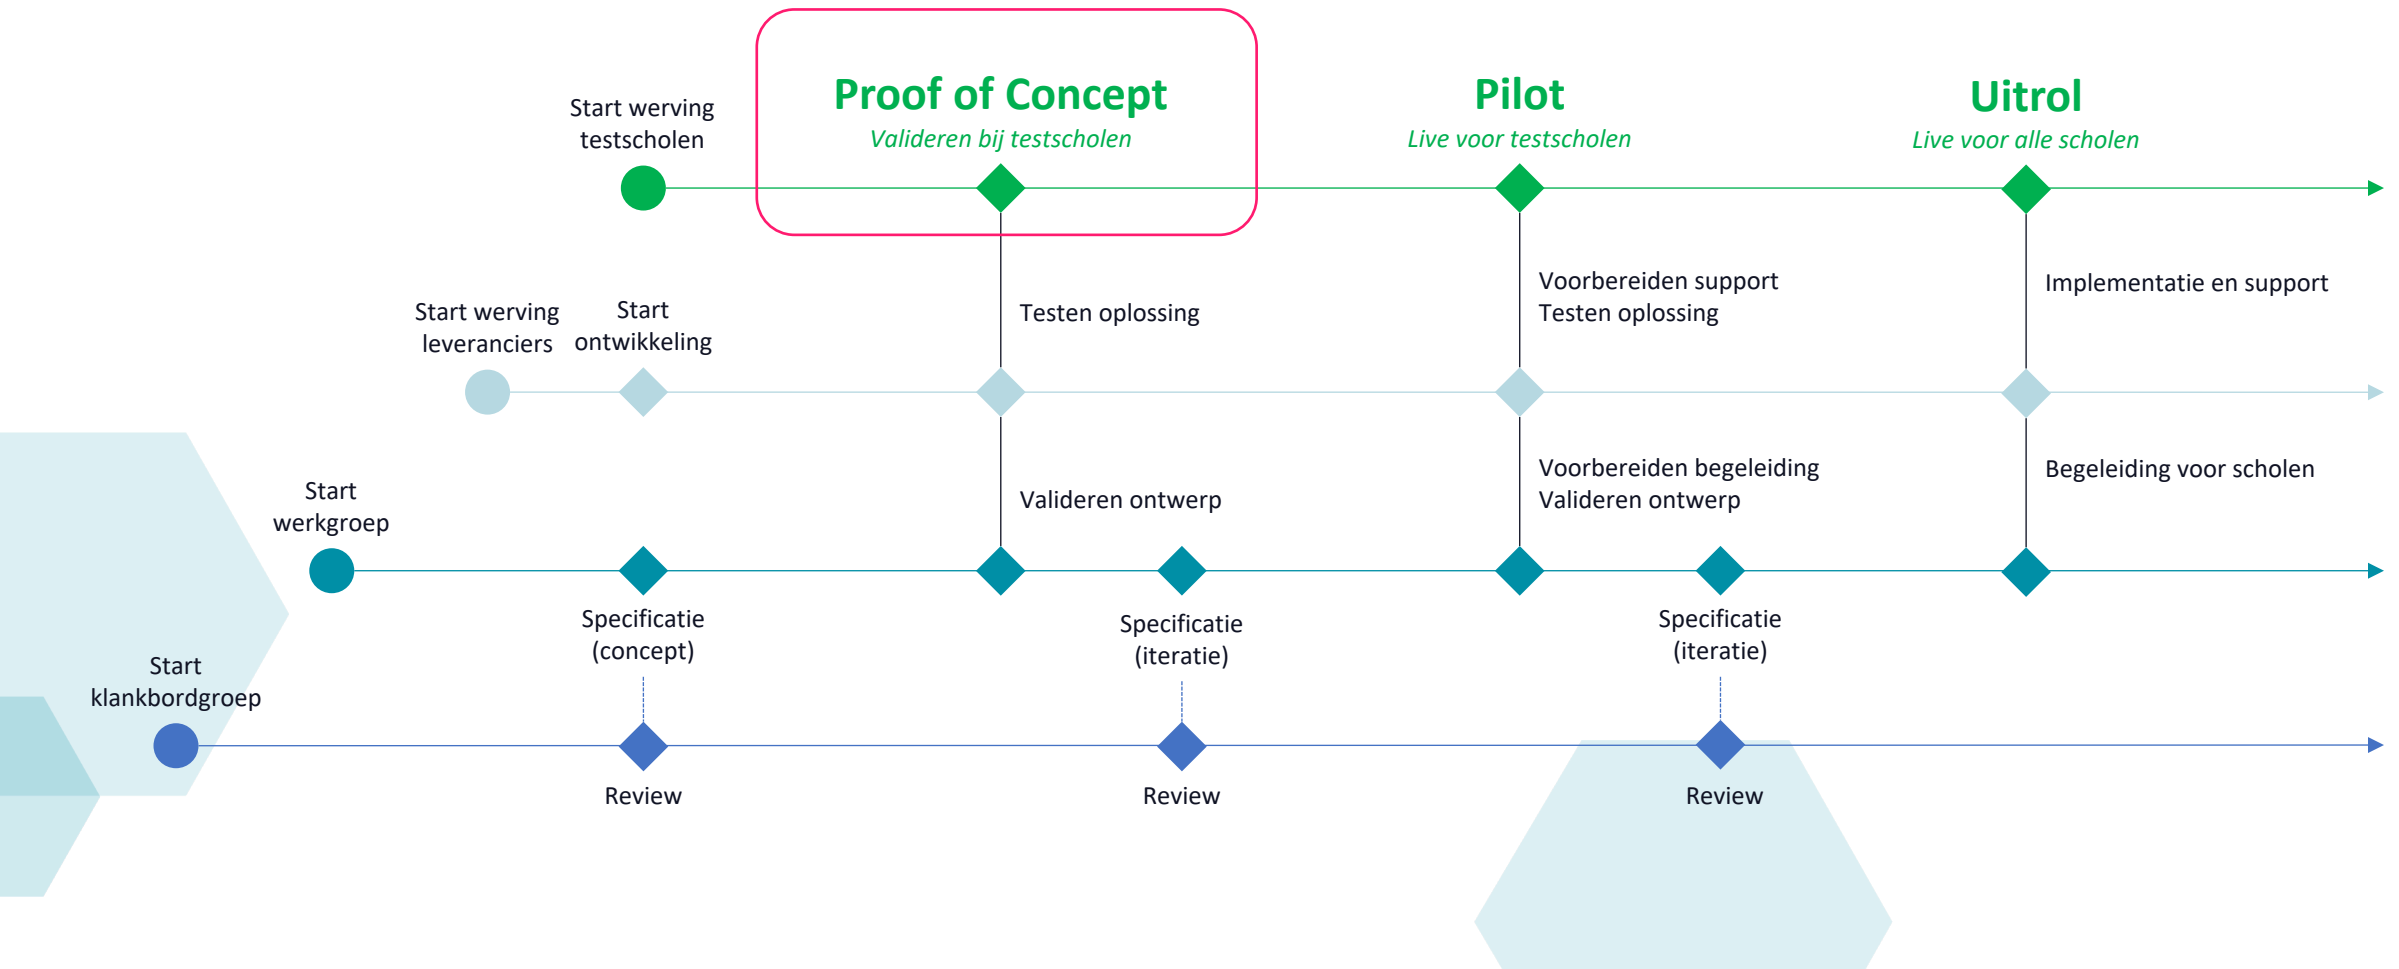 Start werving
testscholen
Proof of Concept
Valideren bij testscholen
Pilot
Live voor testscholen
Uitrol
Live voor alle scholen
Start werving
leveranciers
Start
ontwikkeling
Testen oplossing
Voorbereiden support
Testen oplossing
Implementatie en support
Start
werkgroep
Valideren ontwerp
Voorbereiden begeleiding
Valideren ontwerp
Begeleiding voor scholen
Specificatie
(concept)
Specificatie
(iteratie)
Specificatie
(iteratie)
Start
klankbordgroep
Review
Review
Review